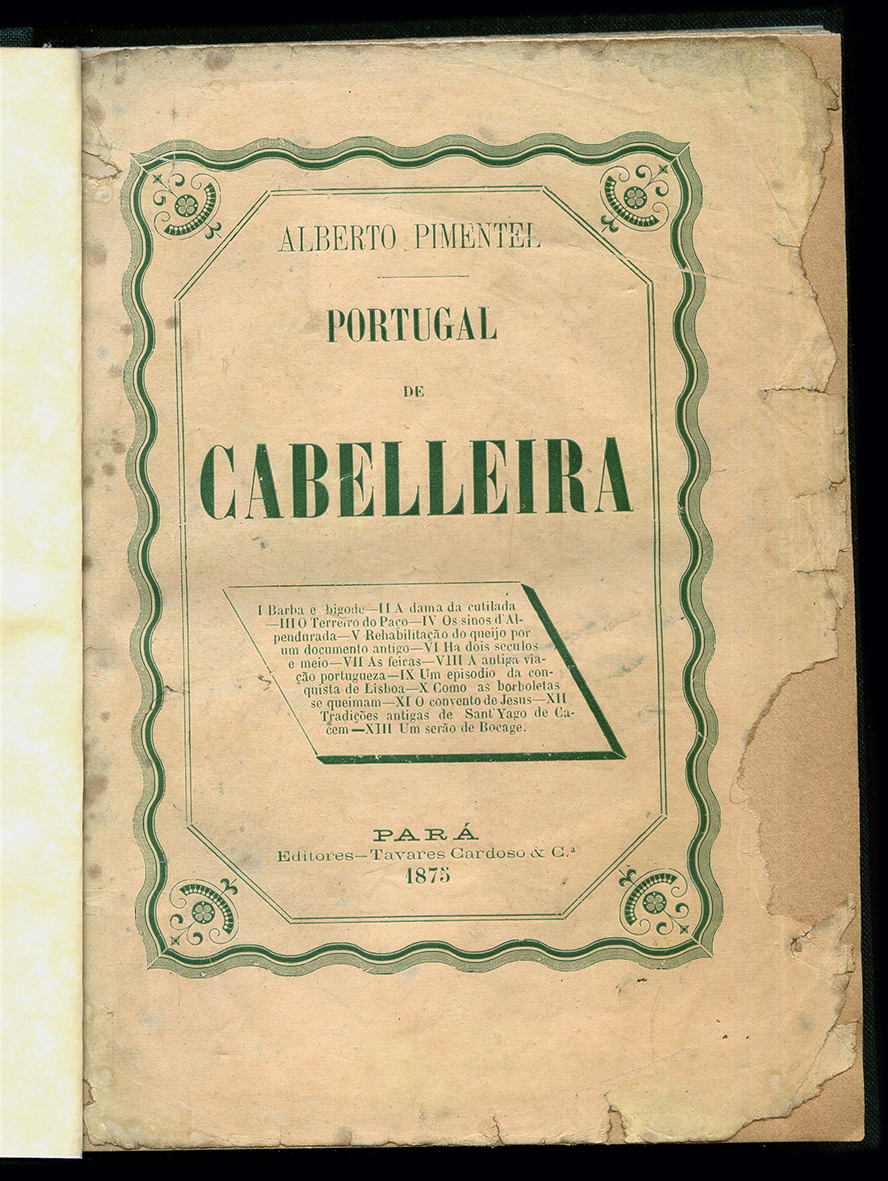 ALBERTO PIMENTEL
PORTUGAL
DE
CABELLEIRA
I Barba e bigode—II A dama da cutilada
—III O Terreiro do Paço—IV Os sinos d'Al-
pendurada—V Rehabilitação do queijo por
um documento antigo—VI Ha dois seculos
e meio—VII As feiras—VIII A antiga via-
ção portugueza—IX Um episodio da con-
quista de Lisboa—X Como as borboletas
se queimam—XI O convento de Jesus—XII
Tradições antigas de Sant'Yago de Ca-
cem—XIII Um serão de Bocage.
PARÁ
Editores—Tavares Cardoso & C.ª
1875